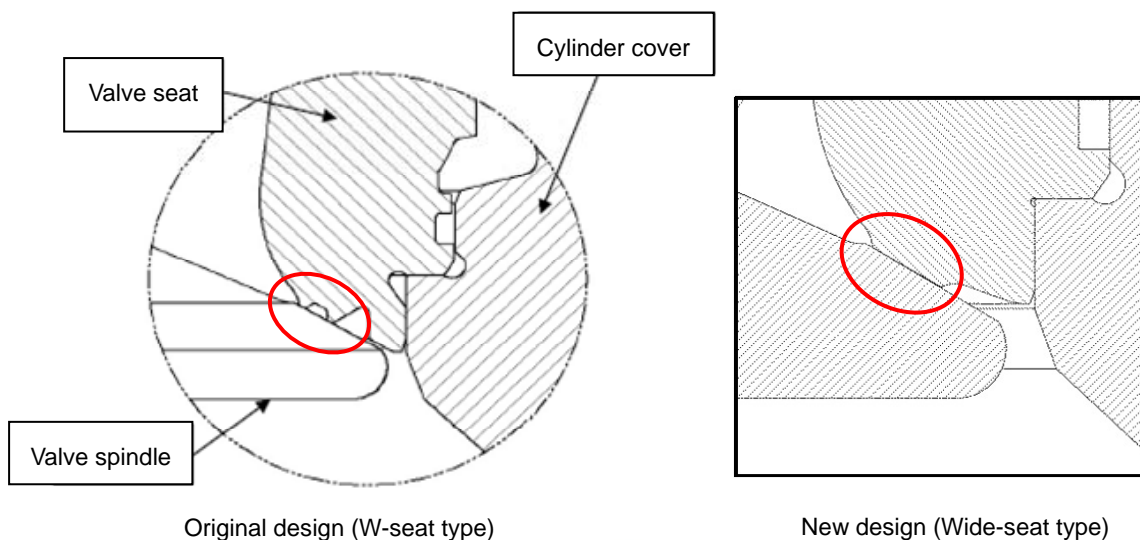 Cylinder cover
Valve seat
Valve spindle
Original design (W-seat type)
New design (Wide-seat type)